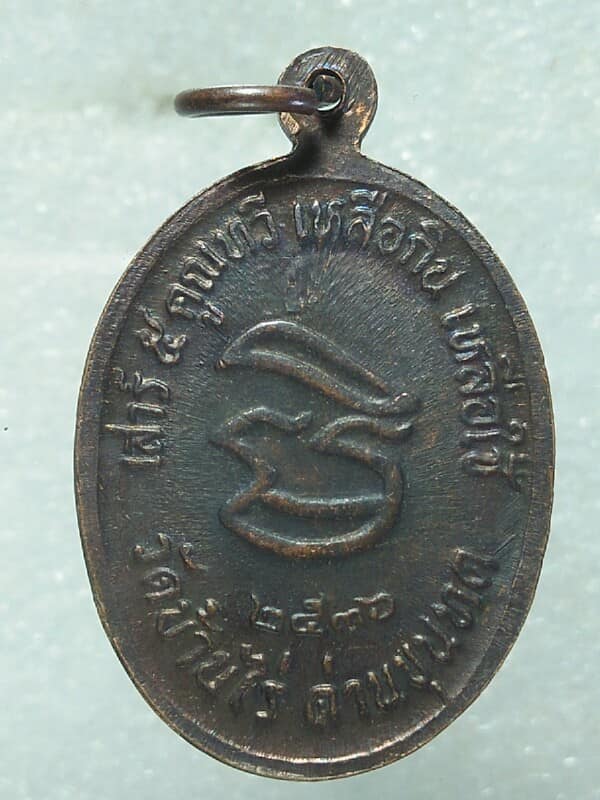 เสาร์ ๕ คูณทวี เหลือกิน เหลือใช้
๒๕๓๖
วัดบ้านไร่ ด่านขุนทด